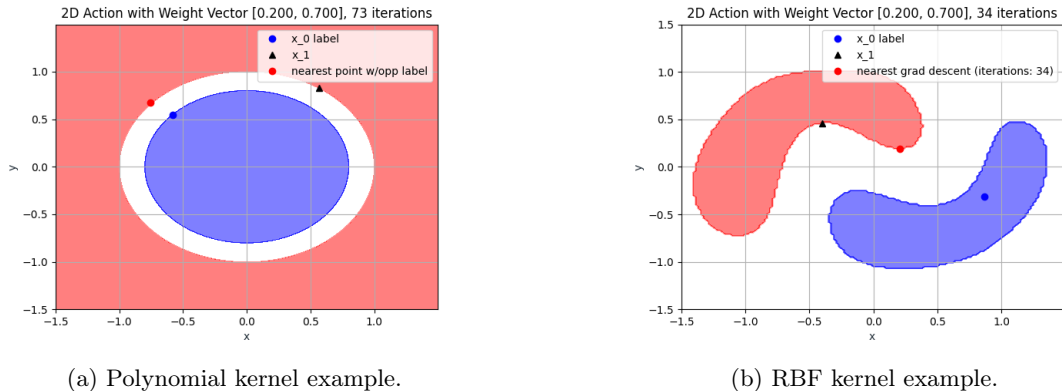 2D Action with Weight Vector [0.200, 0.700], 73 iterations
x_0 label
x_1
nearest point w/opp label
1.5
1.0
0.5
0.0
−0.5
−1.0
−1.5
y
−1.5 −1.0 −0.5 0.0 0.5 1.0
x
(a) Polynomial kernel example.
2D Action with Weight Vector [0.200, 0.700], 34 iterations
x_0 label
x_1
nearest grad descent (iterations: 34)
1.5
1.0
0.5
0.0
−0.5
−1.0
−1.5
y
−1.5 −1.0 −0.5 0.0 0.5 1.0
x
(b) RBF kernel example.